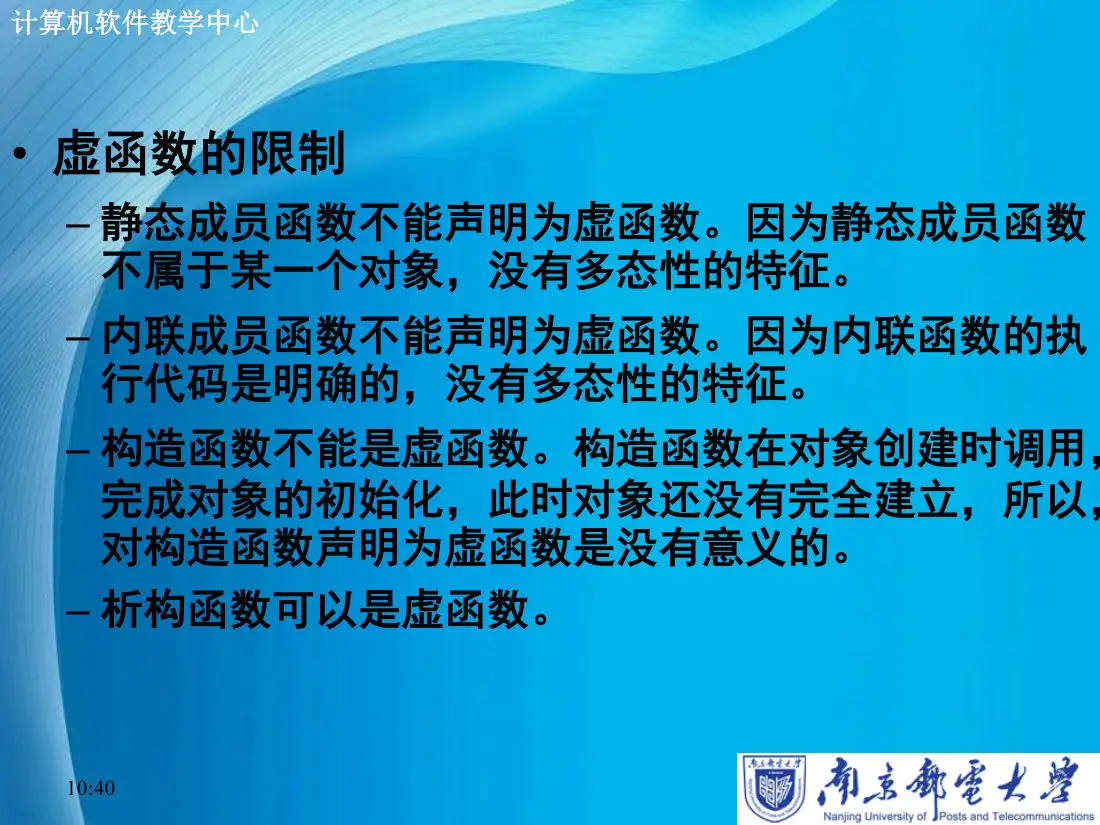 计算机软件教学中心
• 虚函数的限制
– 静态成员函数不能声明为虚函数。因为静态成员函数
不属于某一个对象，没有多态性的特征。
– 内联成员函数不能声明为虚函数。因为内联函数的执
行代码是明确的，没有多态性的特征。
– 构造函数不能是虚函数。构造函数在对象创建时调用，
完成对象的初始化，此时对象还没有完全建立，所以，
对构造函数声明为虚函数是没有意义的。
– 析构函数可以是虚函数。
10:40
南京邮電大学
Nanjing University of Posts and Telecommunications